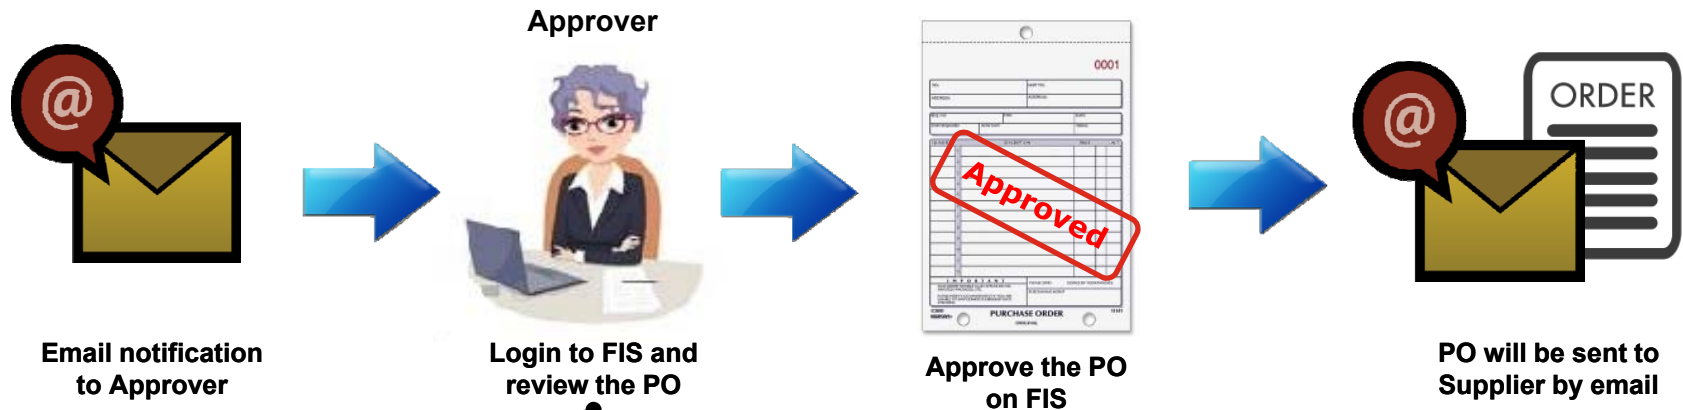 Approver
@
Email notification
to Approver
Login to FIS and
review the PO
0001
Approved
IMPORTANT
PURCHASE ORDER
Approve the PO
on FIS
@
ORDER
PO will be sent to
Supplier by email